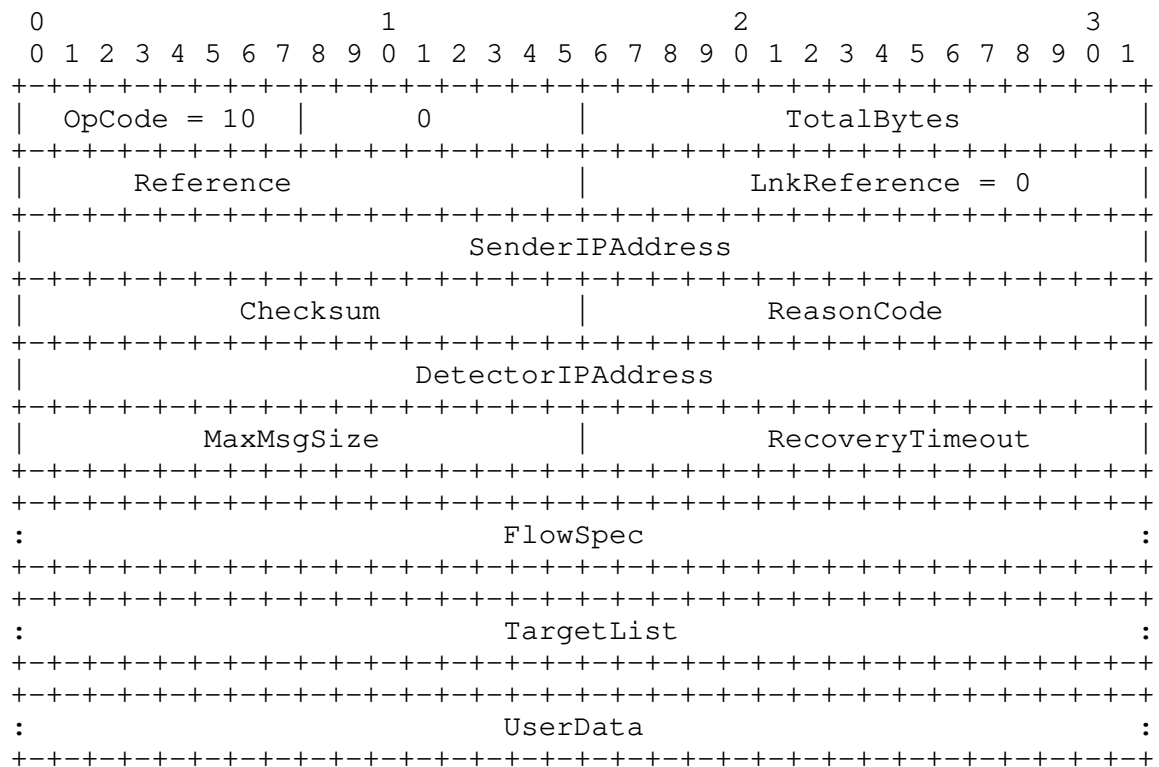 0                   1                   2                   3
 0 1 2 3 4 5 6 7 8 9 0 1 2 3 4 5 6 7 8 9 0 1 2 3 4 5 6 7 8 9 0 1
+-+-+-+-+-+-+-+-+-+-+-+-+-+-+-+-+-+-+-+-+-+-+-+-+-+-+-+-+-+-+-+-+
|  OpCode = 10  |      0        |           TotalBytes          |
+-+-+-+-+-+-+-+-+-+-+-+-+-+-+-+-+-+-+-+-+-+-+-+-+-+-+-+-+-+-+-+-+
|      Reference                |         LnkReference = 0      |
+-+-+-+-+-+-+-+-+-+-+-+-+-+-+-+-+-+-+-+-+-+-+-+-+-+-+-+-+-+-+-+-+
|                         SenderIPAddress                       |
+-+-+-+-+-+-+-+-+-+-+-+-+-+-+-+-+-+-+-+-+-+-+-+-+-+-+-+-+-+-+-+-+
|            Checksum           |          ReasonCode           |
+-+-+-+-+-+-+-+-+-+-+-+-+-+-+-+-+-+-+-+-+-+-+-+-+-+-+-+-+-+-+-+-+
|                      DetectorIPAddress                        |
+-+-+-+-+-+-+-+-+-+-+-+-+-+-+-+-+-+-+-+-+-+-+-+-+-+-+-+-+-+-+-+-+
|          MaxMsgSize           |          RecoveryTimeout      |
+-+-+-+-+-+-+-+-+-+-+-+-+-+-+-+-+-+-+-+-+-+-+-+-+-+-+-+-+-+-+-+-+
+-+-+-+-+-+-+-+-+-+-+-+-+-+-+-+-+-+-+-+-+-+-+-+-+-+-+-+-+-+-+-+-+
:                           FlowSpec                            :
+-+-+-+-+-+-+-+-+-+-+-+-+-+-+-+-+-+-+-+-+-+-+-+-+-+-+-+-+-+-+-+-+
+-+-+-+-+-+-+-+-+-+-+-+-+-+-+-+-+-+-+-+-+-+-+-+-+-+-+-+-+-+-+-+-+
:                           TargetList                          :
+-+-+-+-+-+-+-+-+-+-+-+-+-+-+-+-+-+-+-+-+-+-+-+-+-+-+-+-+-+-+-+-+
+-+-+-+-+-+-+-+-+-+-+-+-+-+-+-+-+-+-+-+-+-+-+-+-+-+-+-+-+-+-+-+-+
:                           UserData                            :
+-+-+-+-+-+-+-+-+-+-+-+-+-+-+-+-+-+-+-+-+-+-+-+-+-+-+-+-+-+-+-+-+